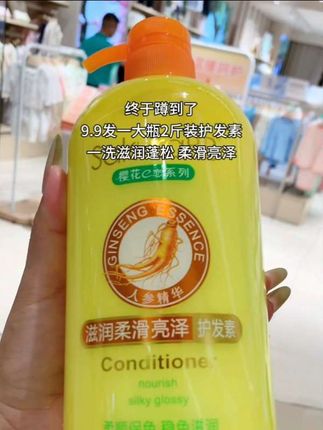 终于蹲到了
9.9发一大瓶2斤装护发素
一洗滋润蓬松 柔滑亮泽
樱花e恋系列
GINSENG ESSENCE
人参精华
滋润柔滑亮泽 护发素
Conditioner
nourish
silky glossy